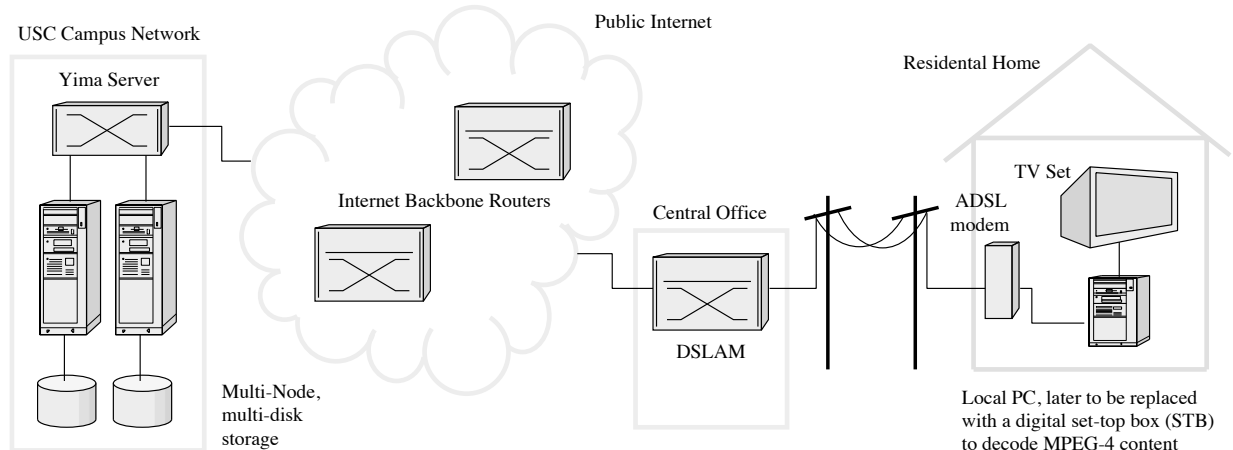 Public Internet
USC Campus Network
Residental Home
Yima Server
TV Set
Internet Backbone Routers
Central Office
ADSL
modem
DSLAM
Multi-Node,
multi-disk
storage
Local PC, later to be replaced
with a digital set-top box (STB)
to decode MPEG-4 content